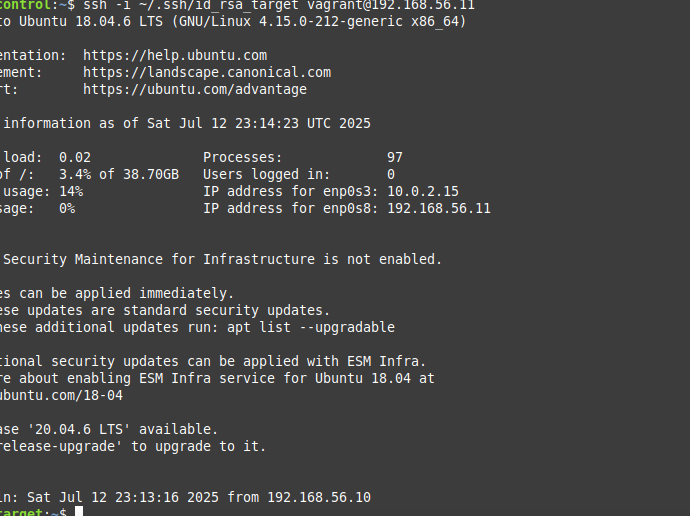 control:~$ ssh -i ~/.ssh/id_rsa_target vagrant@192.168.56.11
to Ubuntu 18.04.6 LTS (GNU/Linux 4.15.0-212-generic x86_64)
entation: https://help.ubuntu.com
ement: https://landscape.canonical.com
rt: https://ubuntu.com/advantage
information as of Sat Jul 12 23:14:23 UTC 2025
load: 0.02 Processes: 97
of /: 3.4% of 38.70GB Users logged in: 0
usage: 14% IP address for enp0s3: 10.0.2.15
sage: 0% IP address for enp0s8: 192.168.56.11
Security Maintenance for Infrastructure is not enabled.
es can be applied immediately.
ese updates are standard security updates.
hese additional updates run: apt list --upgradable
tional security updates can be applied with ESM Infra.
re about enabling ESM Infra service for Ubuntu 18.04 at
ubuntu.com/18-04
ase '20.04.6 LTS' available.
release-upgrade' to upgrade to it.
in: Sat Jul 12 23:13:16 2025 from 192.168.56.10
target:~$